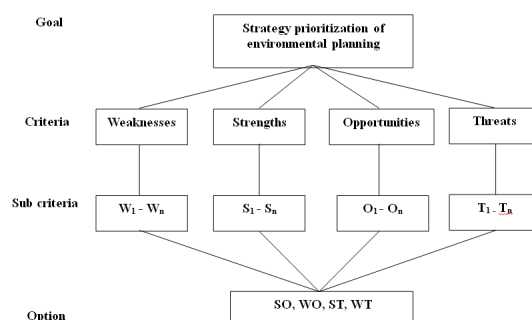 Goal
Strategy prioritization of
environmental planning
Criteria
Weaknesses
Strengths
Opportunities
Threats
Sub criteria
W₁ - Wₙ
S₁ - Sₙ
O₁ - Oₙ
T₁ - Tₙ
Option
SO, WO, ST, WT